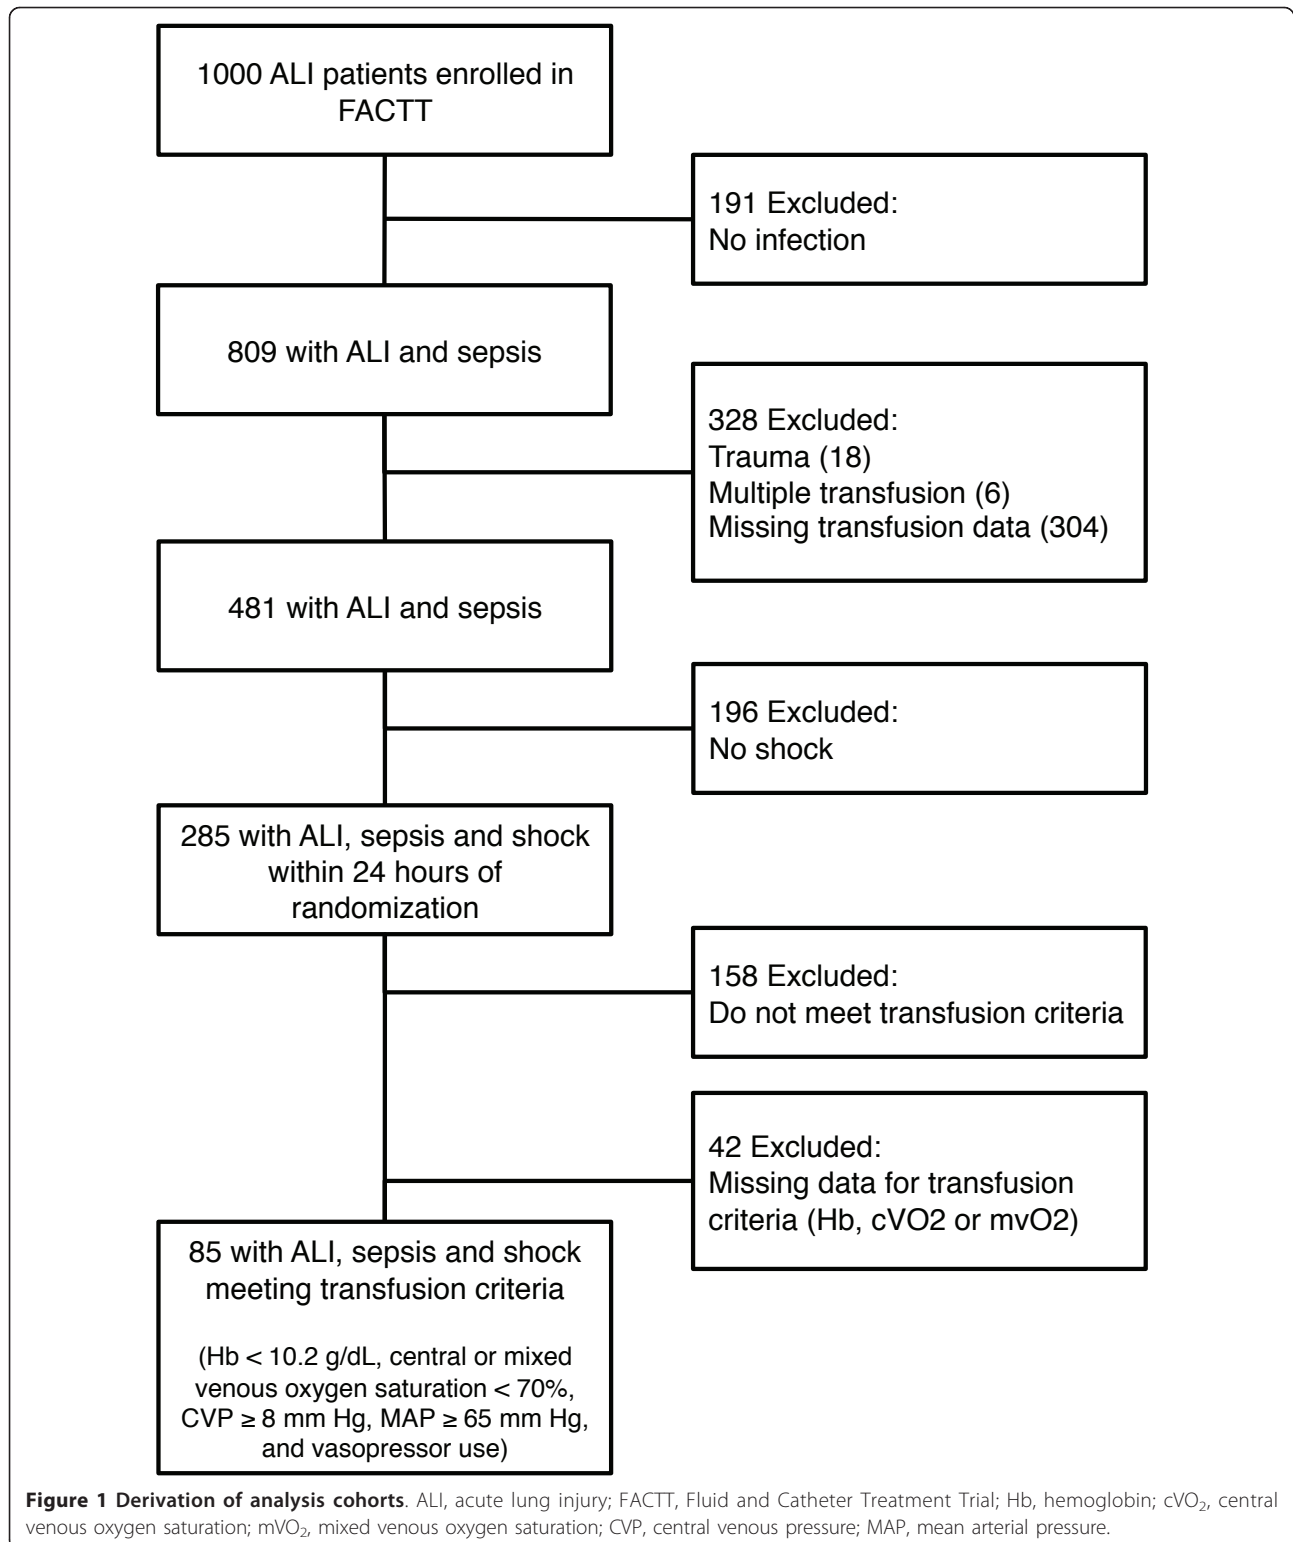 1000 ALI patients enrolled in
FACTT
191 Excluded:
No infection
809 with ALI and sepsis
328 Excluded:
Trauma (18)
Multiple transfusion (6)
Missing transfusion data (304)
481 with ALI and sepsis
196 Excluded:
No shock
285 with ALI, sepsis and shock
within 24 hours of
randomization
158 Excluded:
Do not meet transfusion criteria
42 Excluded:
Missing data for transfusion
criteria (Hb, cVO2 or mvO2)
85 with ALI, sepsis and shock
meeting transfusion criteria
(Hb < 10.2 g/dL, central or mixed
venous oxygen saturation < 70%,
CVP ≥ 8 mm Hg, MAP ≥ 65 mm Hg,
and vasopressor use)
Figure 1 Derivation of analysis cohorts. ALI, acute lung injury; FACTT, Fluid and Catheter Treatment Trial; Hb, hemoglobin; cVO₂, central
venous oxygen saturation; mVO₂, mixed venous oxygen saturation; CVP, central venous pressure; MAP, mean arterial pressure.